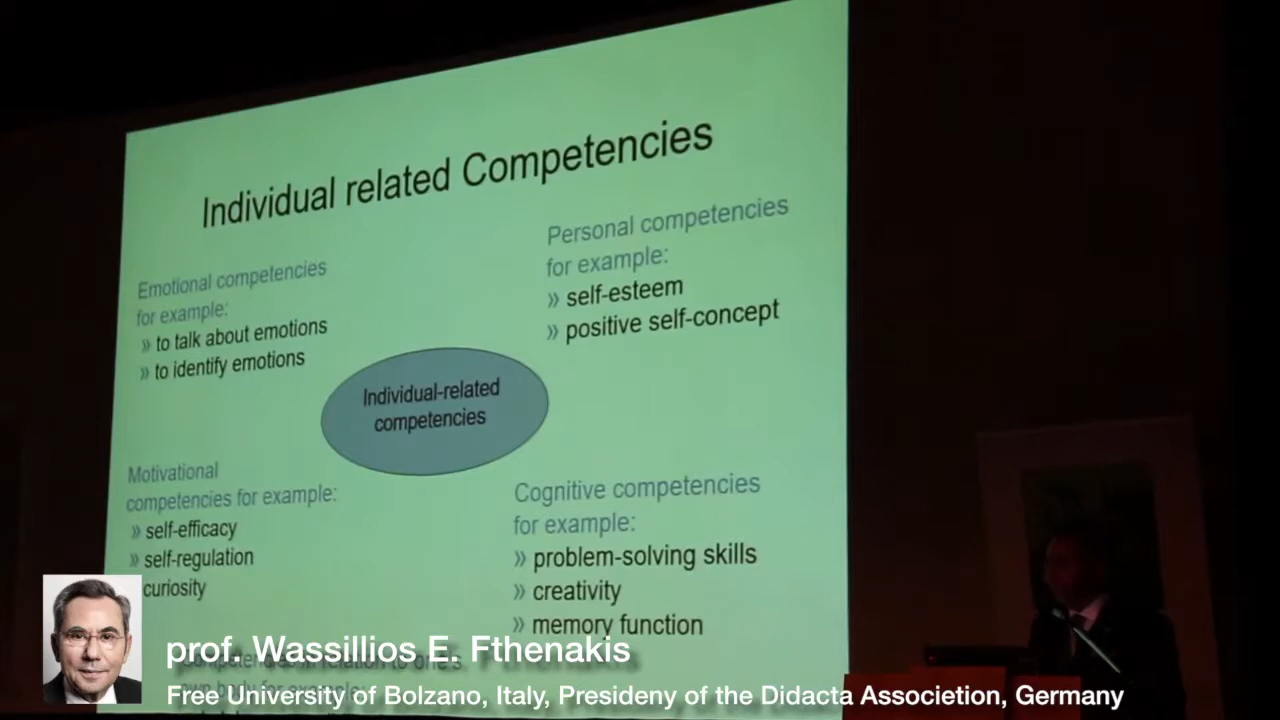 Individual related Competencies
Emotional competencies
for example:
» to talk about emotions
» to identify emotions
Personal competencies
for example:
» self-esteem
» positive self-concept
Individual-related
competencies
Motivational
competencies for example:
» self-efficacy
» self-regulation
curiosity
Cognitive competencies
for example:
» problem-solving skills
» creativity
» memory function
prof. Wassillios E. Fthenakis
Free University of Bolzano, Italy, Presideny of the Didacta Associetion, Germany